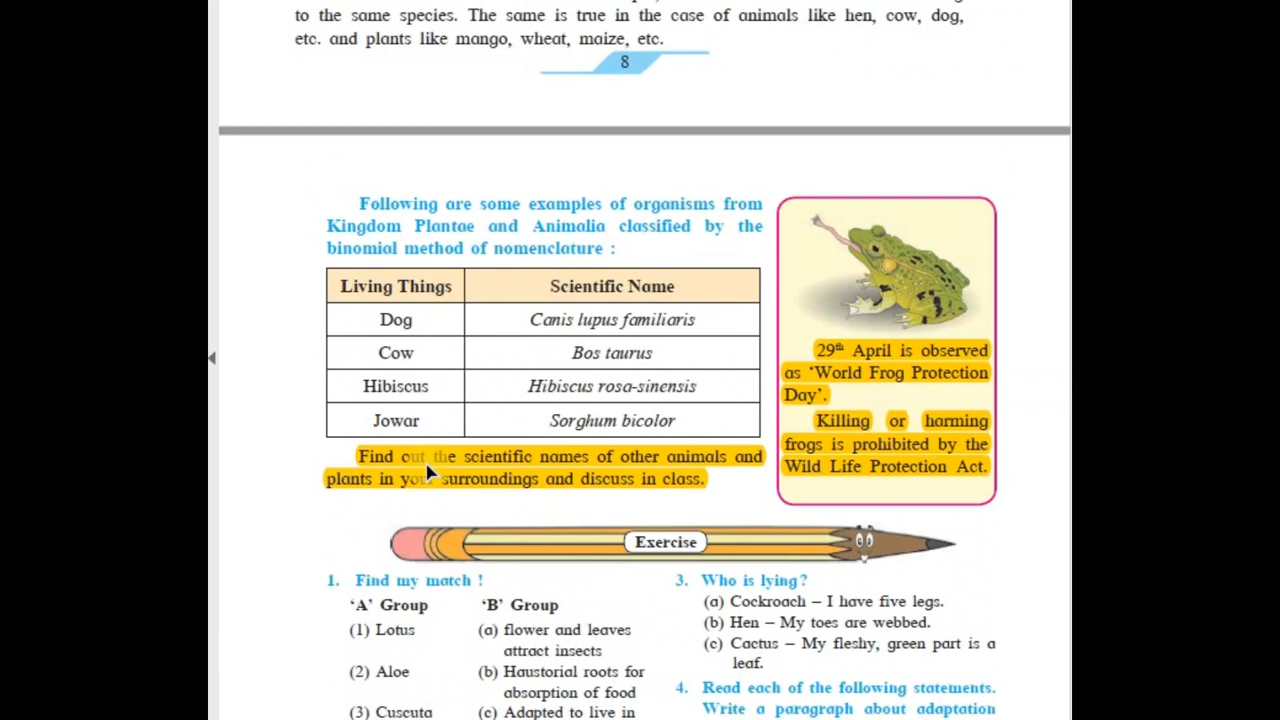 to the same species. The same is true in the case of animals like hen, cow, dog,
etc. and plants like mango, wheat, maize, etc.
8
Following are some examples of organisms from
Kingdom Plantae and Animalia classified by the
binomial method of nomenclature :
Living Things Scientific Name
Dog Canis lupus familiaris
Cow Bos taurus
Hibiscus Hibiscus rosa-sinensis
Jowar Sorghum bicolor
Find out the scientific names of other animals and
plants in your surroundings and discuss in class.
29th April is observed
as ‘World Frog Protection
Day’.
Killing or harming
frogs is prohibited by the
Wild Life Protection Act.
Exercise
1. Find my match !
‘A’ Group ‘B’ Group
(1) Lotus (a) flower and leaves
attract insects
(2) Aloe (b) Haustorial roots for
absorption of food
(3) Cuscuta (c) Adapted to live in
3. Who is lying?
(a) Cockroach – I have five legs.
(b) Hen – My toes are webbed.
(c) Cactus – My fleshy, green part is a
leaf.
4. Read each of the following statements.
Write a paragraph about adaptation